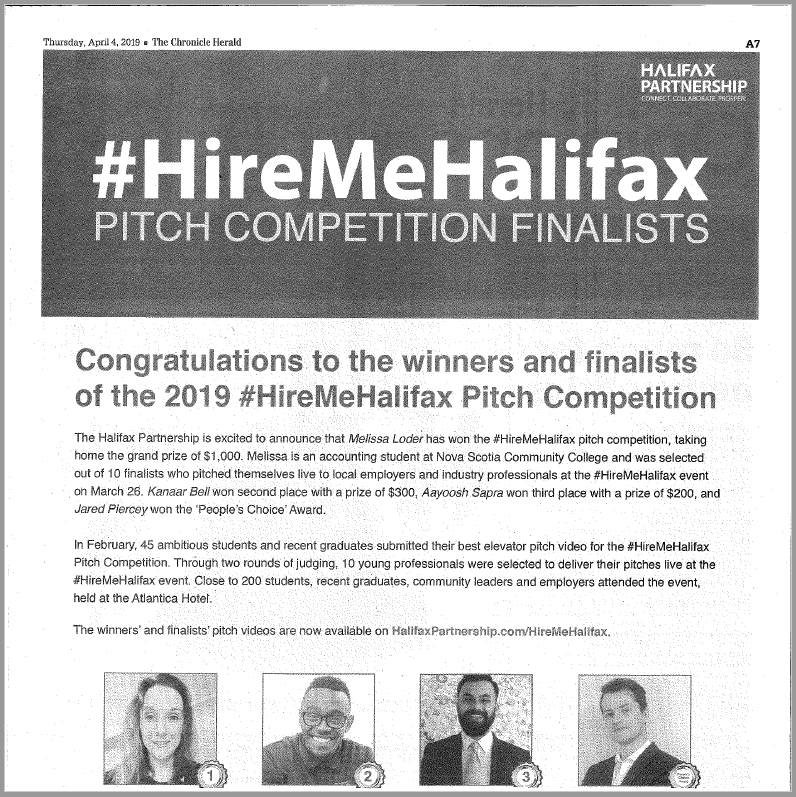 Thursday, April 4, 2019 ■ The Chronicle Herald
A7
HALIFAX
PARTNERSHIP
CONNECT. COLLABORATE. PROSPER.
#HireMeHalifax
PITCH COMPETITION FINALISTS
Congratulations to the winners and finalists
of the 2019 #HireMeHalifax Pitch Competition
The Halifax Partnership is excited to announce that Melissa Loder has won the #HireMeHalifax pitch competition, taking
home the grand prize of $1,000. Melissa is an accounting student at Nova Scotia Community College and was selected
out of 10 finalists who pitched themselves live to local employers and industry professionals at the #HireMeHalifax event
on March 26. Kanaar Bell won second place with a prize of $300, Aayoosh Sapra won third place with a prize of $200, and
Jared Piercey won the 'People's Choice' Award.
In February, 45 ambitious students and recent graduates submitted their best elevator pitch video for the #HireMeHalifax
Pitch Competition. Through two rounds of judging, 10 young professionals were selected to deliver their pitches live at the
#HireMeHalifax event. Close to 200 students, recent graduates, community leaders and employers attended the event,
held at the Atlantica Hotel.
The winners' and finalists' pitch videos are now available on HalifaxPartnership.com/HireMeHalifax.
1
2
3